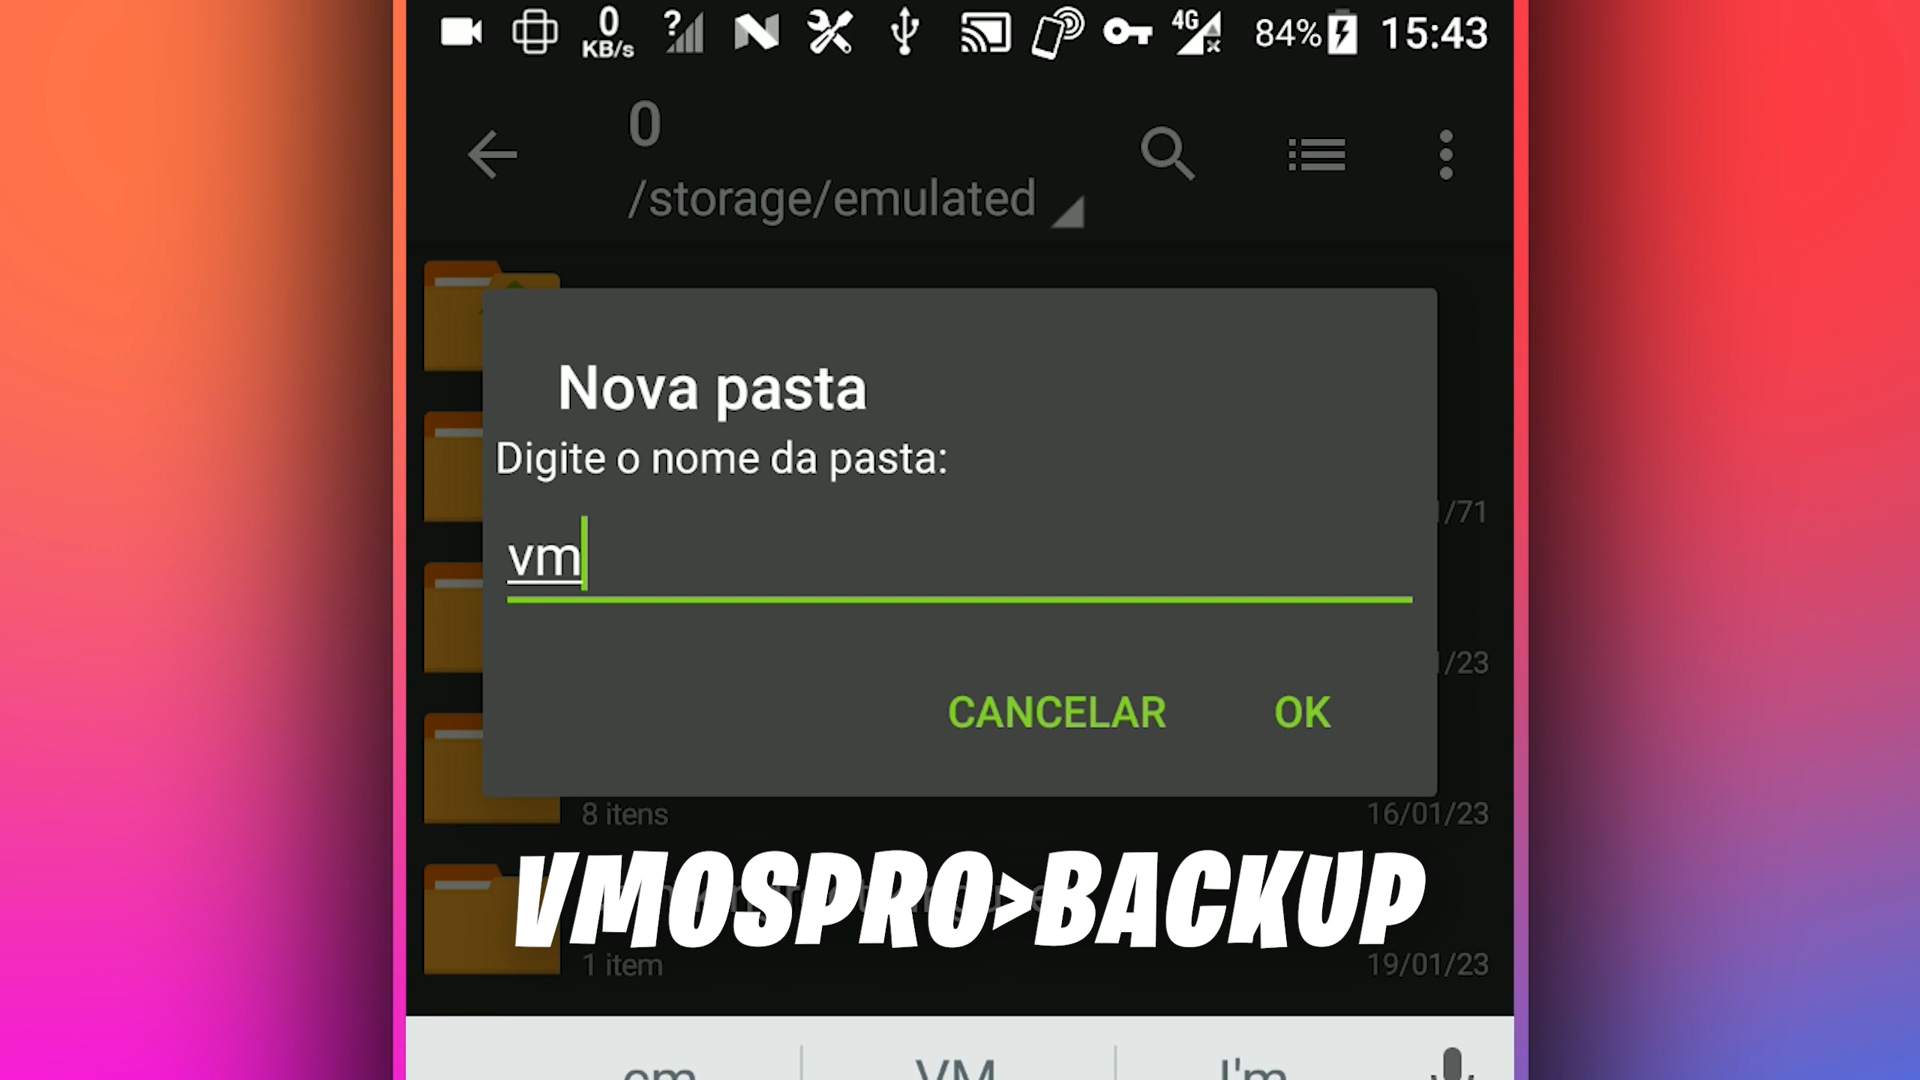 0
KB/s
?
4G
84%
15:43
0
/storage/emulated
Nova pasta
Digite o nome da pasta:
vm
/71
/23
CANCELAR
OK
8 itens
16/01/23
VMOSPRO>BACKUP
1 item
19/01/23
VM
I'm